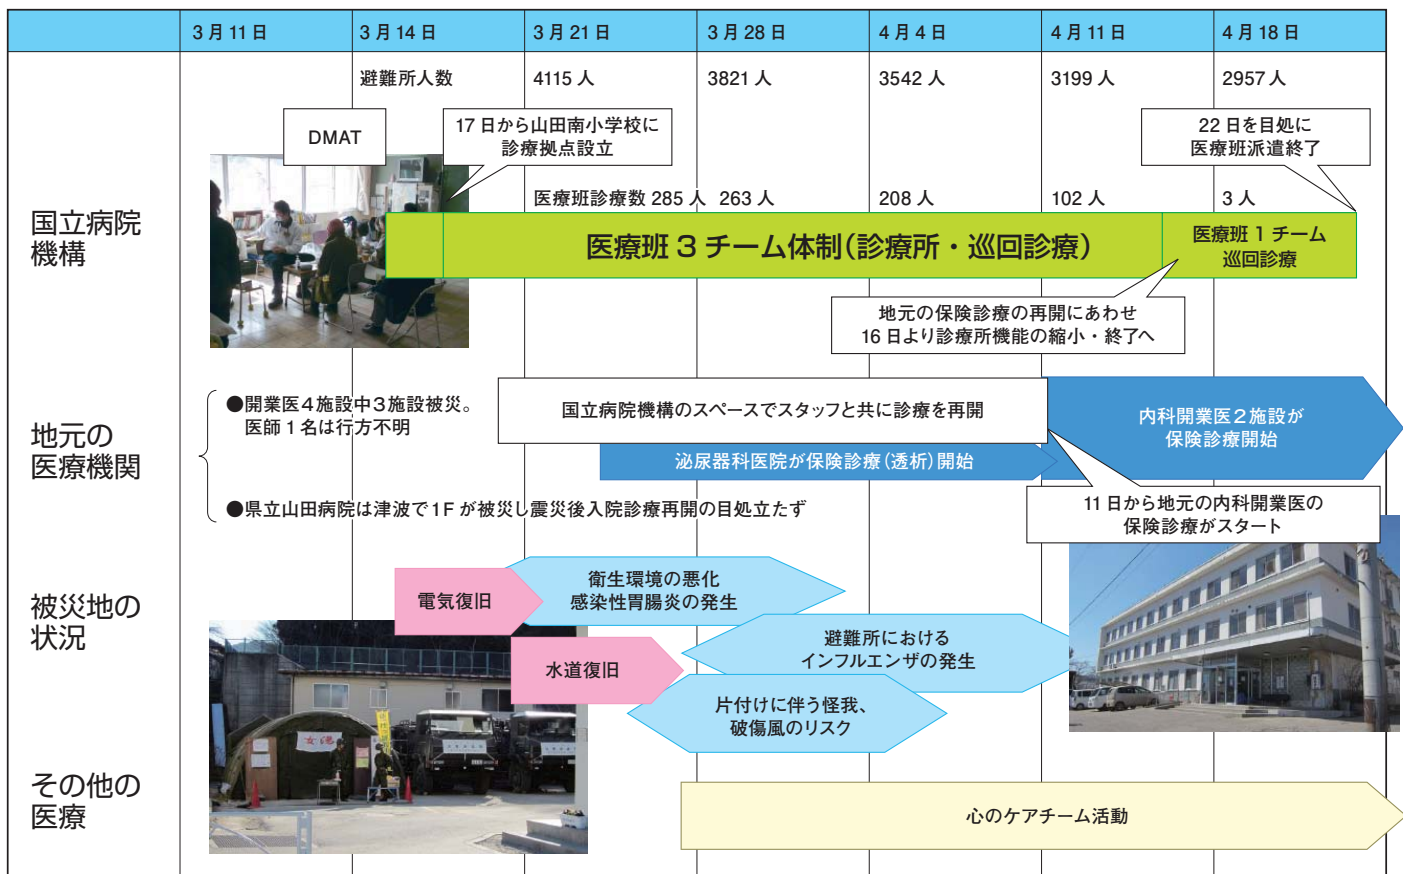 3月11日
3月14日
3月21日
3月28日
4月4日
4月11日
4月18日
避難所人数
4115人
3821人
3542人
3199人
2957人
国立病院
機構
DMAT
17日から山田南小学校に
診療拠点設立
22日を目処に
医療班派遣終了
医療班診療数 285人
263人
208人
102人
3人
医療班3チーム体制(診療所・巡回診療)
医療班1チーム
巡回診療
地元の保険診療の再開にあわせ
16日より診療所機能の縮小・終了へ
地元の
医療機関
●開業医4施設中3施設被災。
医師1名は行方不明
国立病院機構のスペースでスタッフと共に診療を再開
内科開業医2施設が
保険診療開始
泌尿器科医院が保険診療(透析)開始
●県立山田病院は津波で1Fが被災し震災後入院診療再開の目処立たず
11日から地元の内科開業医の
保険診療がスタート
被災地の
状況
電気復旧
衛生環境の悪化
感染性胃腸炎の発生
水道復旧
避難所における
インフルエンザの発生
片付けに伴う怪我、
破傷風のリスク
女湯
その他の
医療
心のケアチーム活動